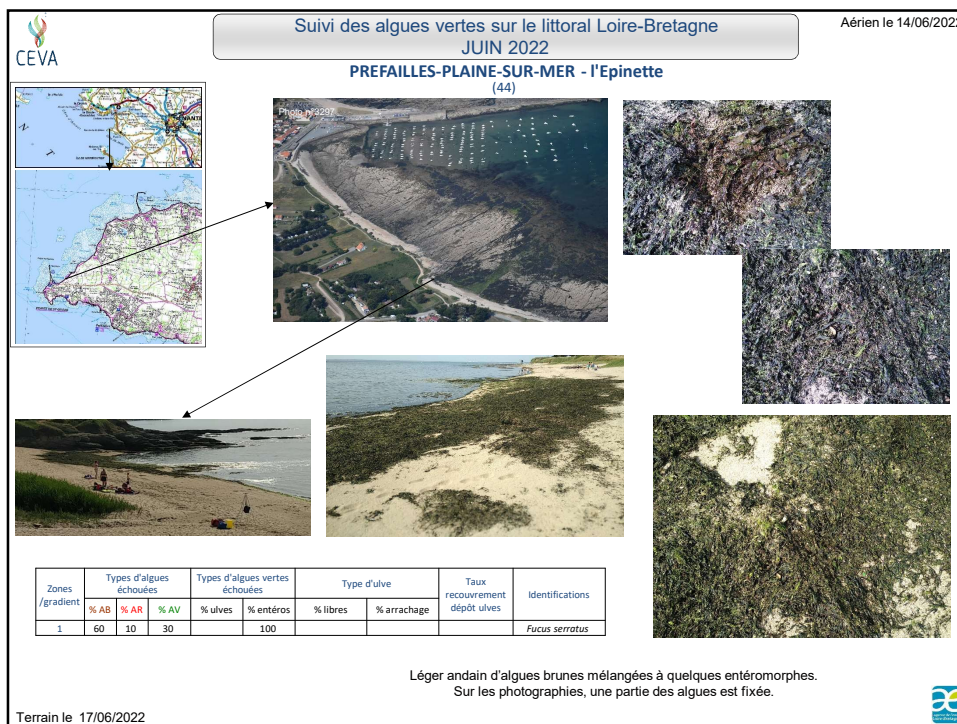 CEVA
Suivi des algues vertes sur le littoral Loire-Bretagne
JUIN 2022
Aérien le 14/06/2022
PREFAILLES-PLAINE-SUR-MER - l'Epinette
(44)
Photo n°3297
Zones /gradient
Types d'algues échouées
Types d'algues vertes échouées
Type d'ulve
Taux recouvrement dépôt ulves
Identifications
% AB % AR % AV % ulves % entéros % libres % arrachage
1 60 10 30 100 Fucus serratus
Léger andain d'algues brunes mélangées à quelques entéromorphes.
Sur les photographies, une partie des algues est fixée.
Terrain le 17/06/2022